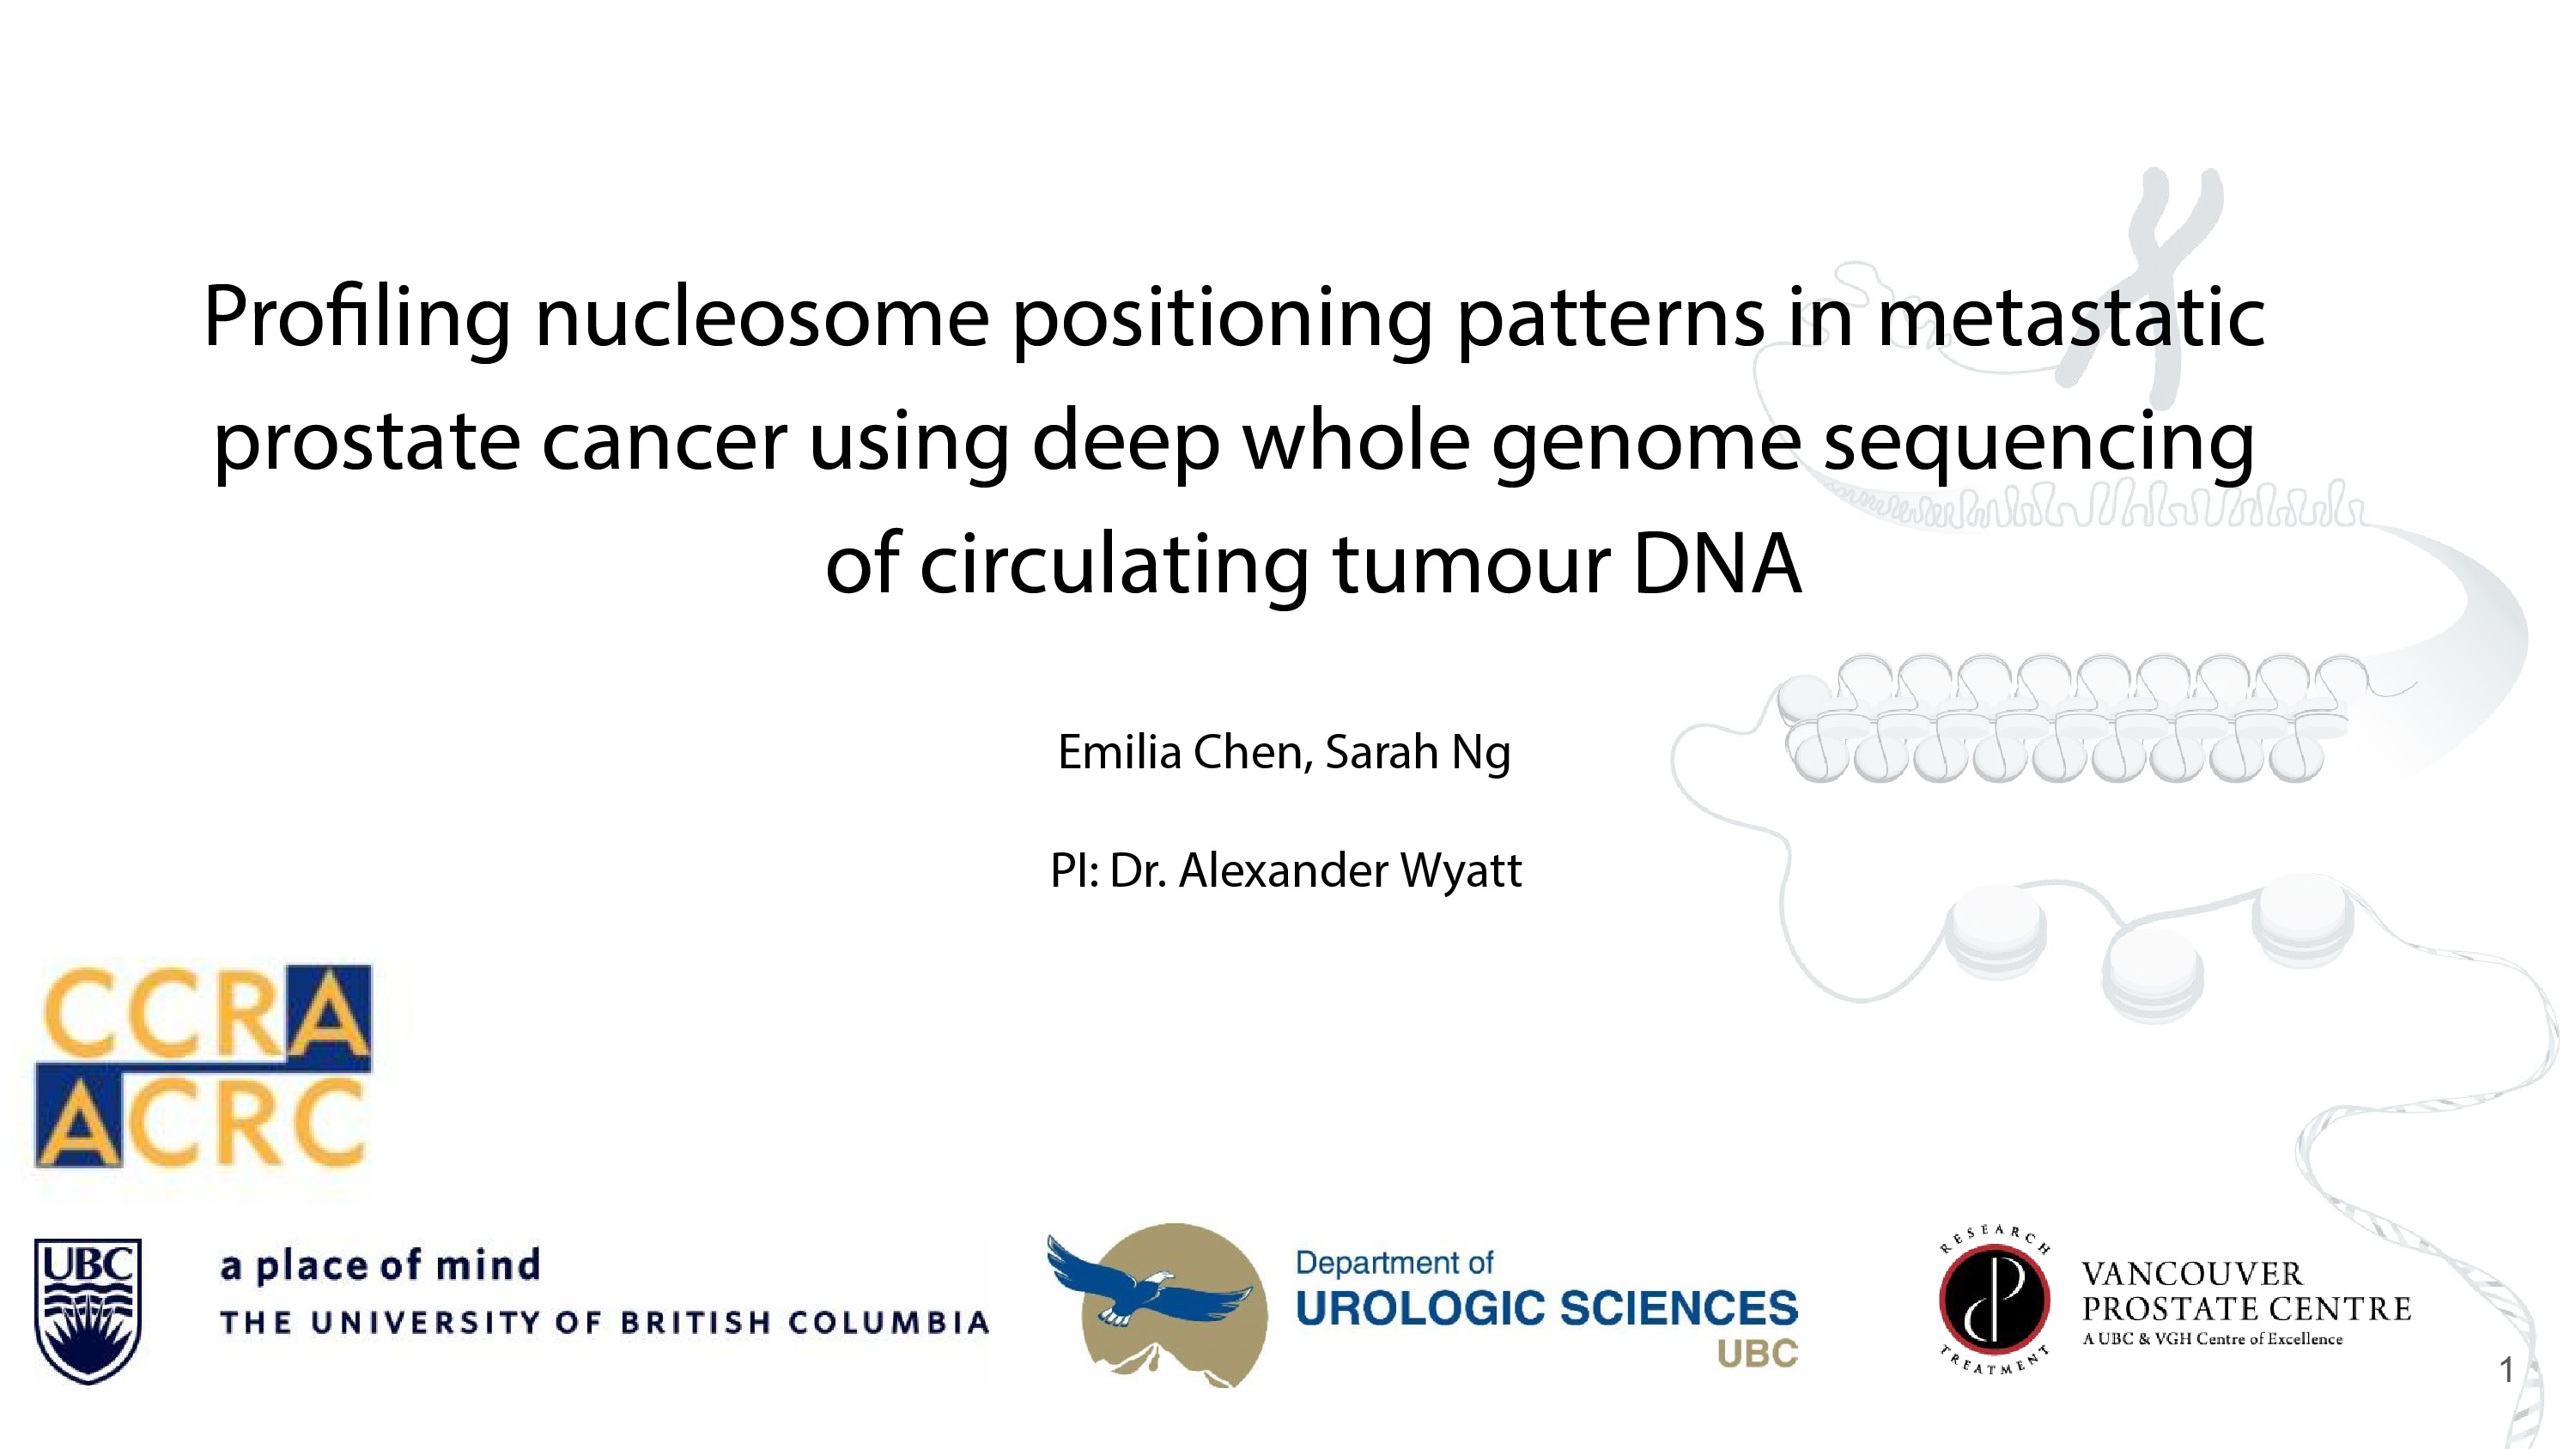 Profiling nucleosome positioning patterns in metastatic
prostate cancer using deep whole genome sequencing
of circulating tumour DNA
Emilia Chen, Sarah Ng
PI: Dr. Alexander Wyatt
CCRA
ACRC
UBC
a place of mind
THE UNIVERSITY OF BRITISH COLUMBIA
Department of
UROLOGIC SCIENCES
UBC
RESEARCH
TREATMENT
VANCOUVER
PROSTATE CENTRE
A UBC & VGH Centre of Excellence
1